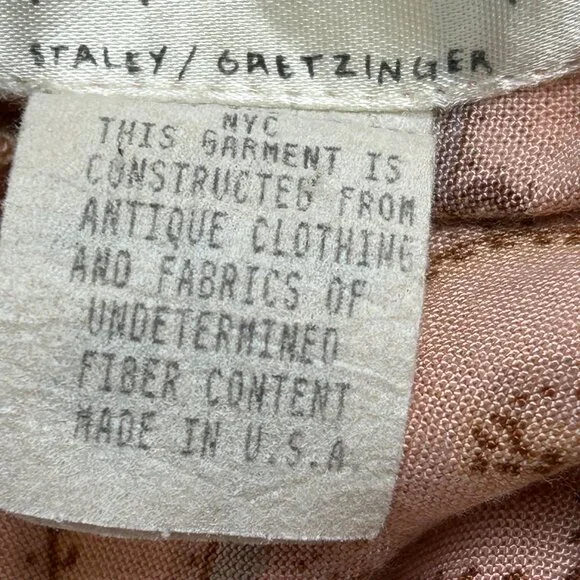 STALEY / GRETZINGER
NYC
THIS GARMENT IS
CONSTRUCTED FROM
ANTIQUE CLOTHING
AND FABRICS OF
UNDETERMINED
FIBER CONTENT
MADE IN U.S.A.